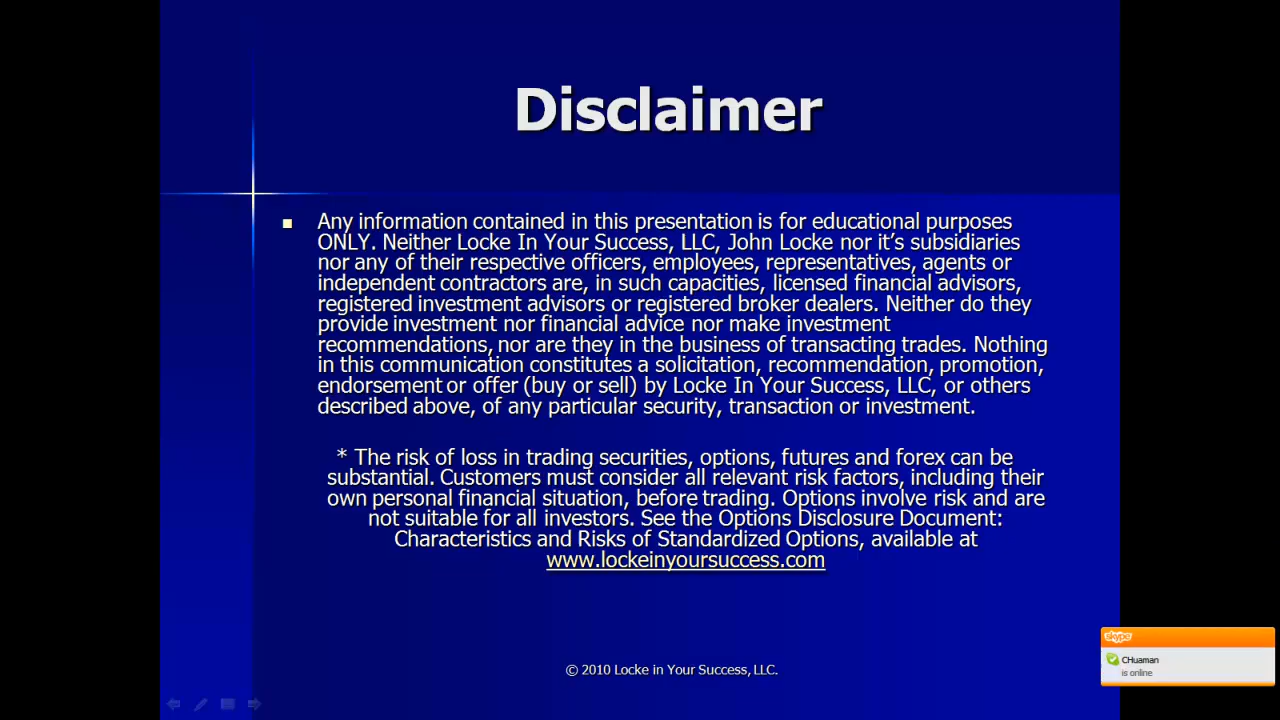 Disclaimer
Any information contained in this presentation is for educational purposes
ONLY. Neither Locke In Your Success, LLC, John Locke nor it's subsidiaries
nor any of their respective officers, employees, representatives, agents or
independent contractors are, in such capacities, licensed financial advisors,
registered investment advisors or registered broker dealers. Neither do they
provide investment nor financial advice nor make investment
recommendations, nor are they in the business of transacting trades. Nothing
in this communication constitutes a solicitation, recommendation, promotion,
endorsement or offer (buy or sell) by Locke In Your Success, LLC, or others
described above, of any particular security, transaction or investment.
* The risk of loss in trading securities, options, futures and forex can be
substantial. Customers must consider all relevant risk factors, including their
own personal financial situation, before trading. Options involve risk and are
not suitable for all investors. See the Options Disclosure Document:
Characteristics and Risks of Standardized Options, available at
www.lockeinyoursuccess.com
© 2010 Locke in Your Success, LLC.
skype
CHuaman
is online